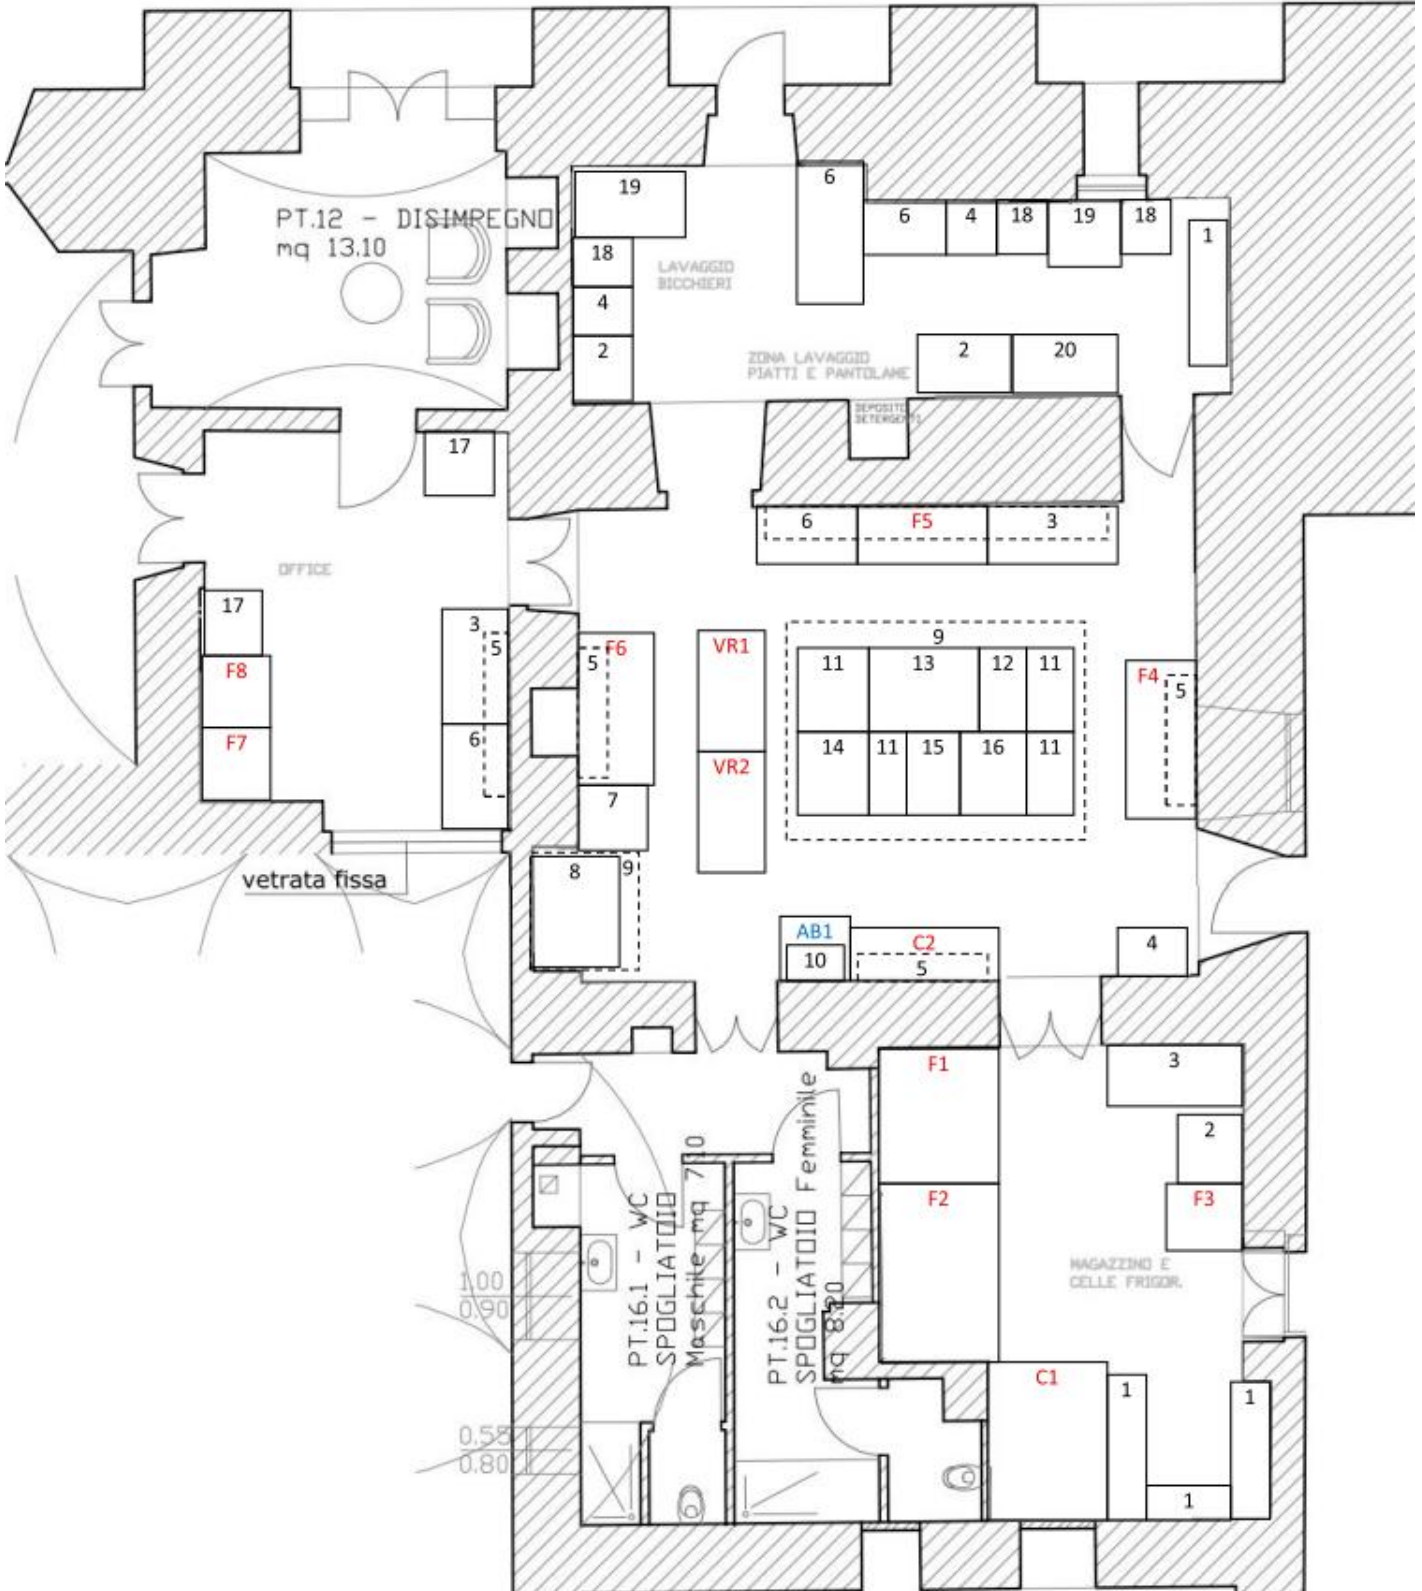 6
19
PT.12 - DISIMPEGNO
mq 13.10
6
4
18
19
18
1
18
LAVAGGIO
BICCHIERI
4
2
ZONA LAVAGGIO
PIATTI E PANTOLAME
2
20
DEPOSITO
DETERGENTI
17
6
F5
3
OFFICE
17
3
5
F6
5
VR1
9
11
13
12
11
F4
5
F8
F7
6
VR2
14
11
15
16
11
7
8
9
vetrata fissa
AB1
10
C2
5
4
F1
3
2
F2
F3
PT.16.1 - WC
SPOGLIATOIO
Maschile mq 7.10
PT.16.2 - WC
SPOGLIATOIO Femminile
mq 8.20
MAGAZZINO E
CELLE FRIGOR.
1.00
0.90
C1
1
1
0.55
0.80
1